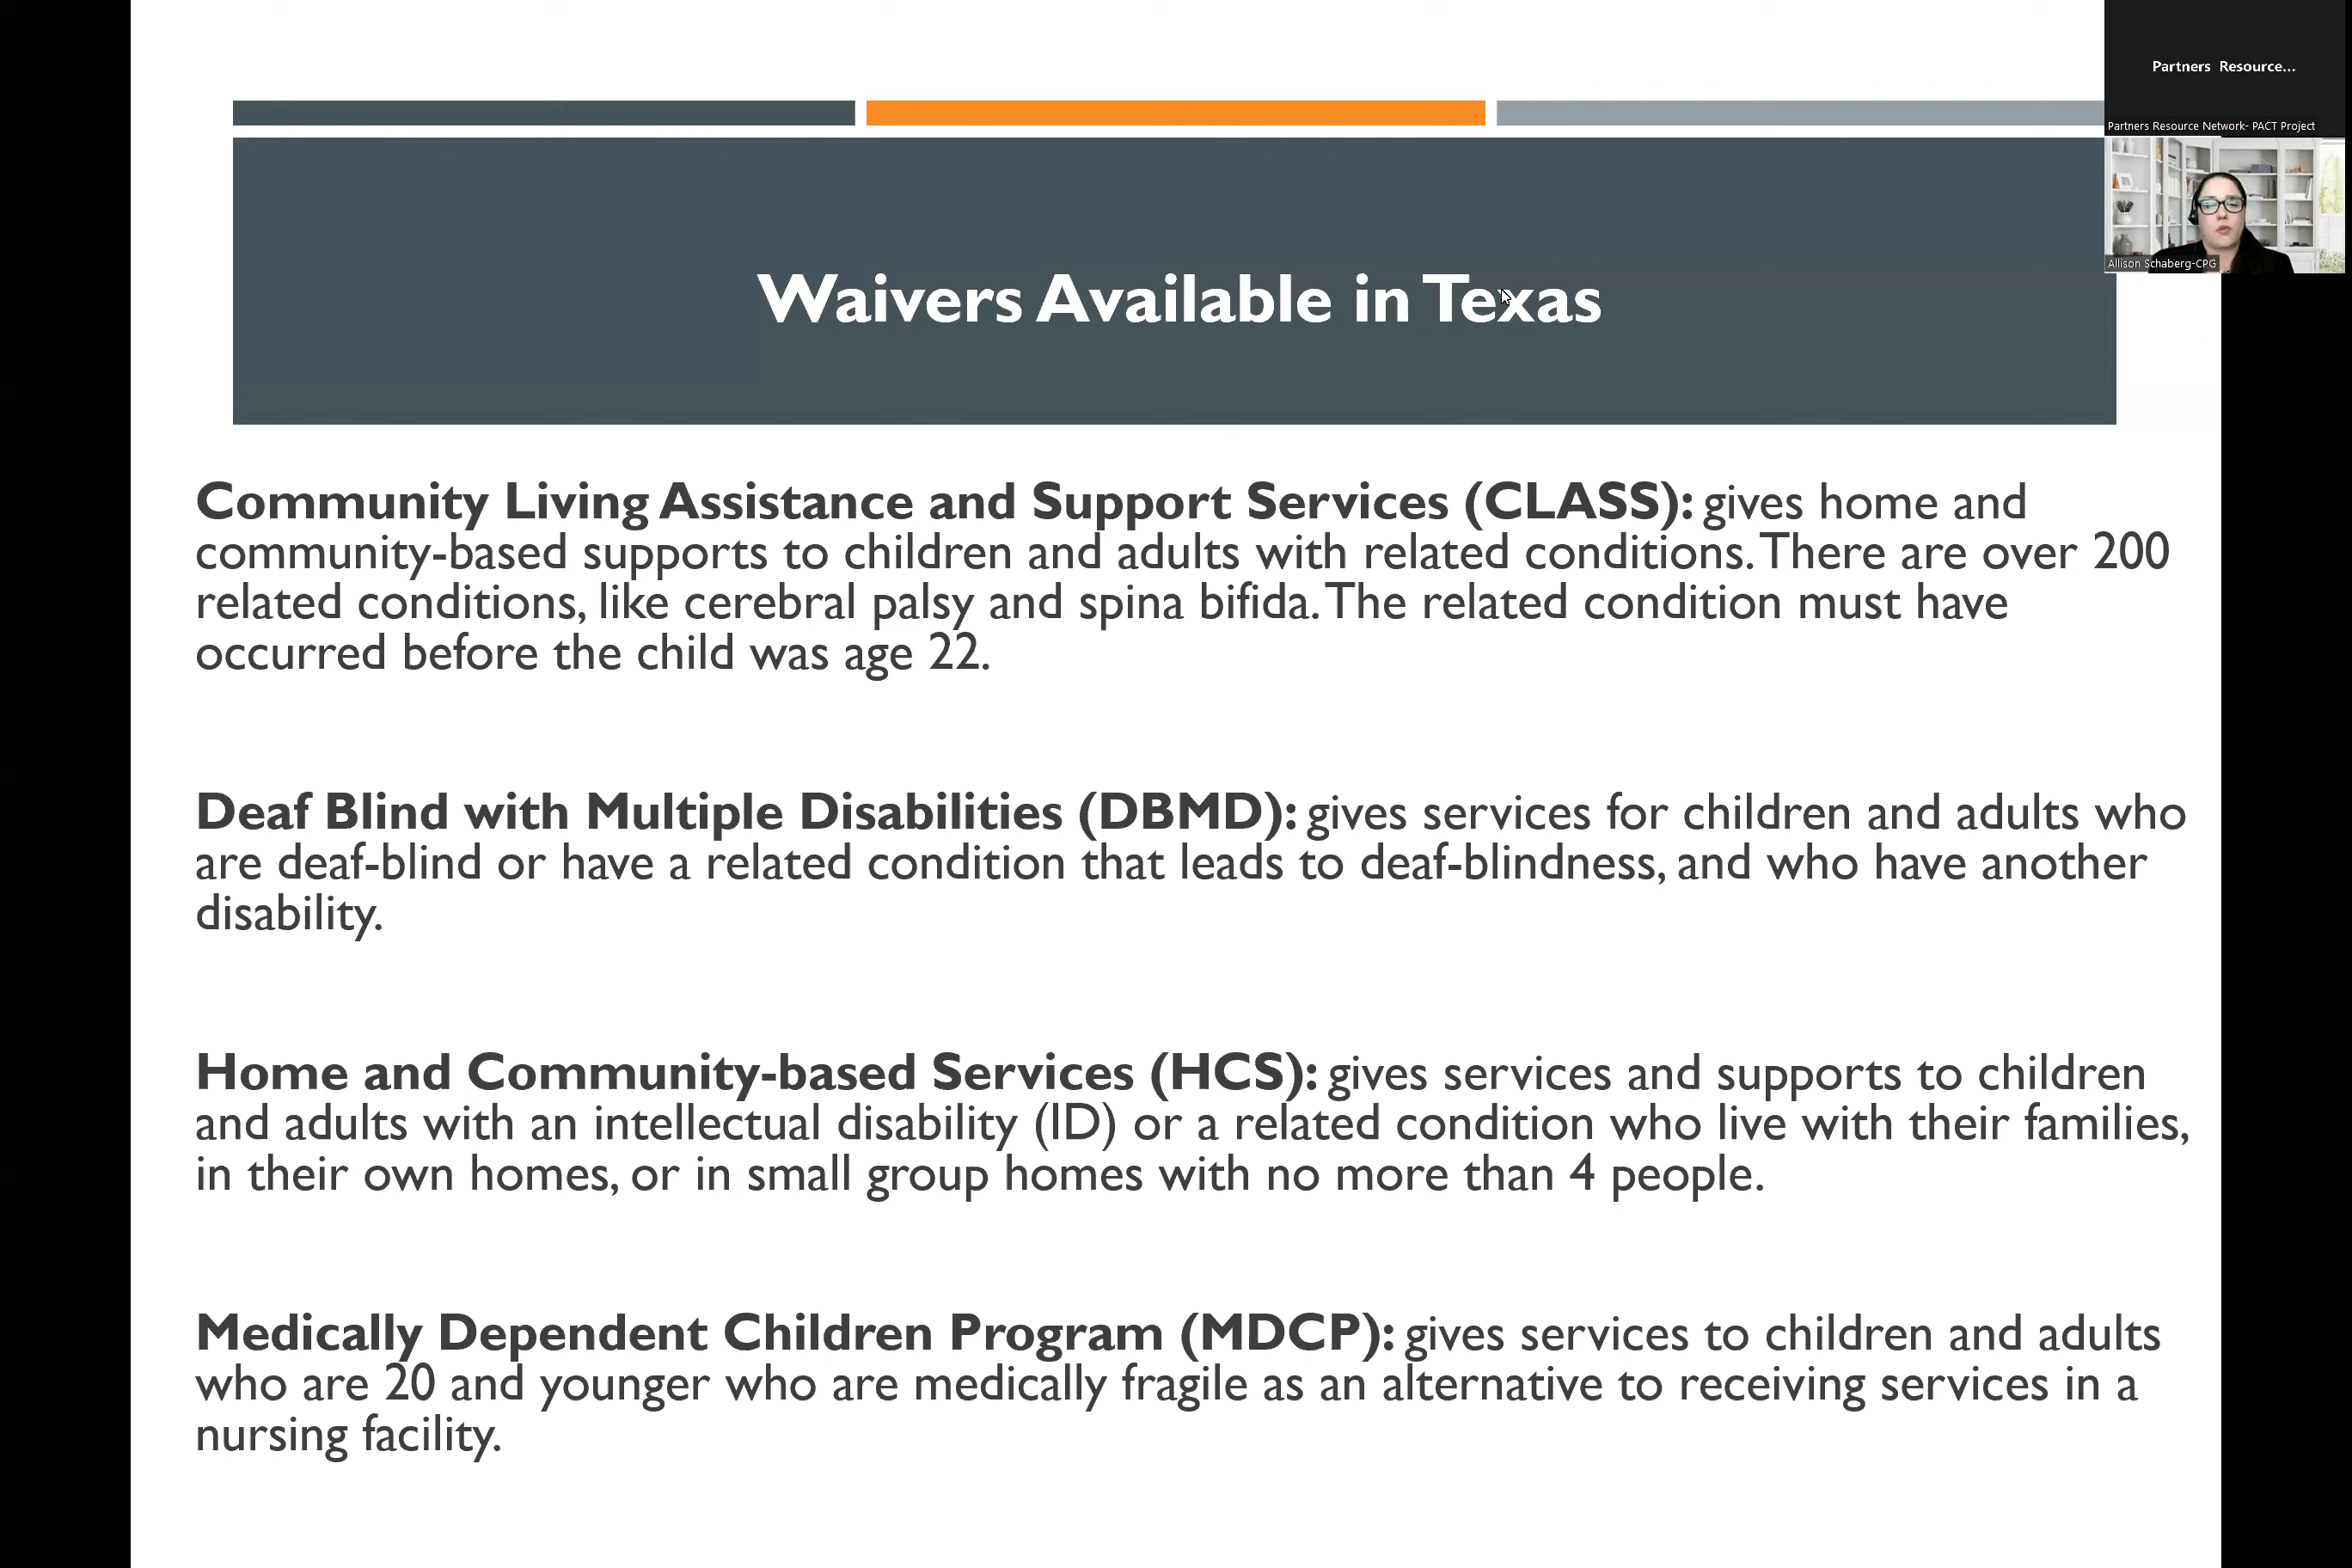 Partners Resource...
Partners Resource Network- PACT Project
Allison Schaberg-CPG
Waivers Available in Texas
Community Living Assistance and Support Services (CLASS): gives home and
community-based supports to children and adults with related conditions. There are over 200
related conditions, like cerebral palsy and spina bifida. The related condition must have
occurred before the child was age 22.
Deaf Blind with Multiple Disabilities (DBMD): gives services for children and adults who
are deaf-blind or have a related condition that leads to deaf-blindness, and who have another
disability.
Home and Community-based Services (HCS): gives services and supports to children
and adults with an intellectual disability (ID) or a related condition who live with their families,
in their own homes, or in small group homes with no more than 4 people.
Medically Dependent Children Program (MDCP): gives services to children and adults
who are 20 and younger who are medically fragile as an alternative to receiving services in a
nursing facility.